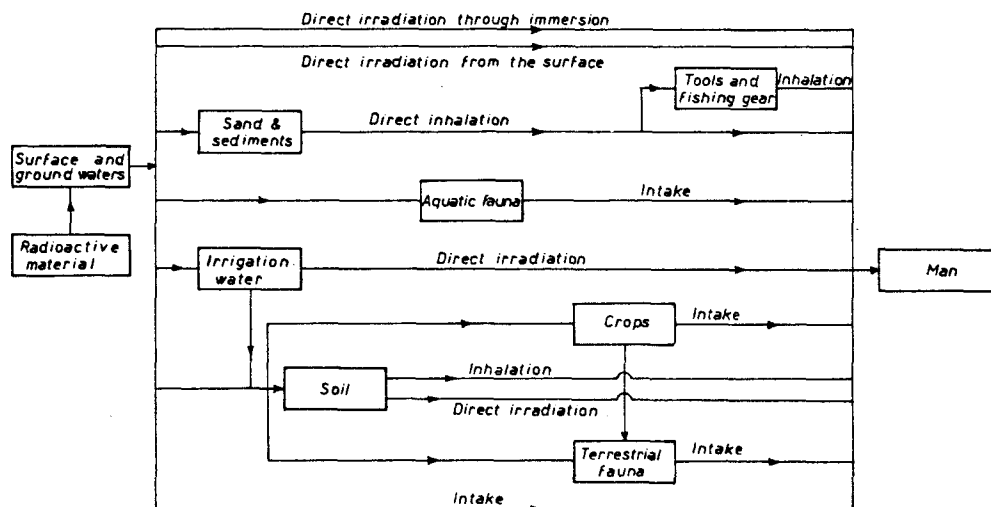 Direct irradiation through immersion
Direct irradiation from the surface
Tools and
fishing gear
Inhalation
Sand &
sediments
Direct inhalation
Surface and
ground waters
Aquatic fauna
Intake
Radioactive
material
Irrigation
water
Direct irradiation
Man
Crops
Intake
Soil
Inhalation
Direct irradiation
Terrestrial
fauna
Intake
Intake